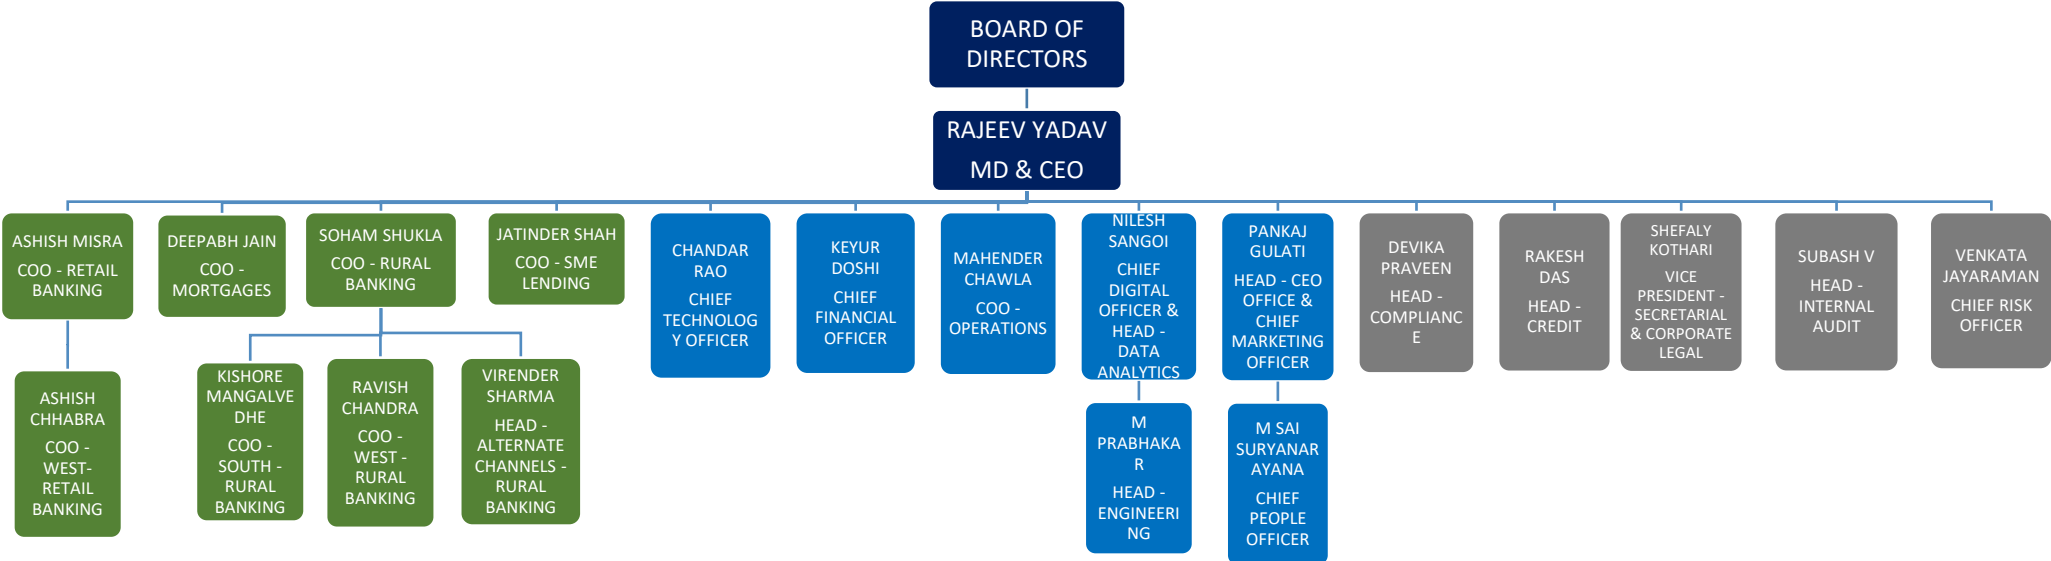 BOARD OF
DIRECTORS
RAJEEV YADAV
MD & CEO
ASHISH MISRA
COO - RETAIL
BANKING
DEEPABH JAIN
COO -
MORTGAGES
SOHAM SHUKLA
COO - RURAL
BANKING
JATINDER SHAH
COO - SME
LENDING
CHANDAR
RAO
CHIEF
TECHNOLOG
Y OFFICER
KEYUR
DOSHI
CHIEF
FINANCIAL
OFFICER
MAHENDER
CHAWLA
COO -
OPERATIONS
NILESH
SANGOI
CHIEF
DIGITAL
OFFICER &
HEAD -
DATA
ANALYTICS
PANKAJ
GULATI
HEAD - CEO
OFFICE &
CHIEF
MARKETING
OFFICER
DEVIKA
PRAVEEN
HEAD -
COMPLIANC
E
RAKESH
DAS
HEAD -
CREDIT
SHEFALY
KOTHARI
VICE
PRESIDENT -
SECRETARIAL
& CORPORATE
LEGAL
SUBASH V
HEAD -
INTERNAL
AUDIT
VENKATA
JAYARAMAN
CHIEF RISK
OFFICER
ASHISH
CHHABRA
COO -
WEST-
RETAIL
BANKING
KISHORE
MANGALVE
DHE
COO -
SOUTH -
RURAL
BANKING
RAVISH
CHANDRA
COO -
WEST -
RURAL
BANKING
VIRENDER
SHARMA
HEAD -
ALTERNATE
CHANNELS -
RURAL
BANKING
M
PRABHAKA
R
HEAD -
ENGINEERI
NG
M SAI
SURYANAR
AYANA
CHIEF
PEOPLE
OFFICER